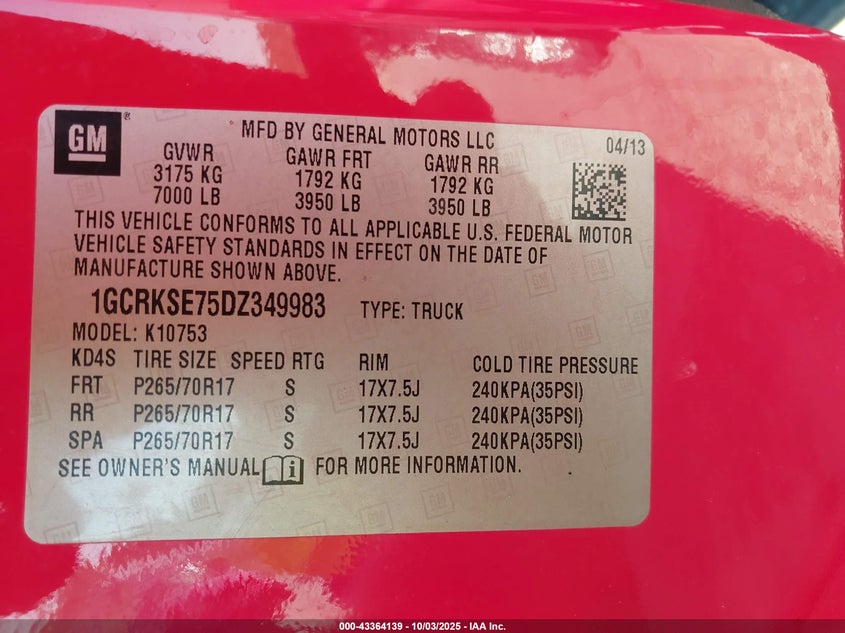 GM ®
MFD BY GENERAL MOTORS LLC 04/13
GVWR GAWR FRT GAWR RR
3175 KG 1792 KG 1792 KG
7000 LB 3950 LB 3950 LB
THIS VEHICLE CONFORMS TO ALL APPLICABLE U.S. FEDERAL MOTOR
VEHICLE SAFETY STANDARDS IN EFFECT ON THE DATE OF
MANUFACTURE SHOWN ABOVE.
1GCRKSE75DZ349983 TYPE: TRUCK
MODEL: K10753
KD4S TIRE SIZE SPEED RTG RIM COLD TIRE PRESSURE
FRT P265/70R17 S 17X7.5J 240KPA(35PSI)
RR P265/70R17 S 17X7.5J 240KPA(35PSI)
SPA P265/70R17 S 17X7.5J 240KPA(35PSI)
SEE OWNER'S MANUAL i FOR MORE INFORMATION.
000-43364139 - 10/03/2025 - IAA Inc.